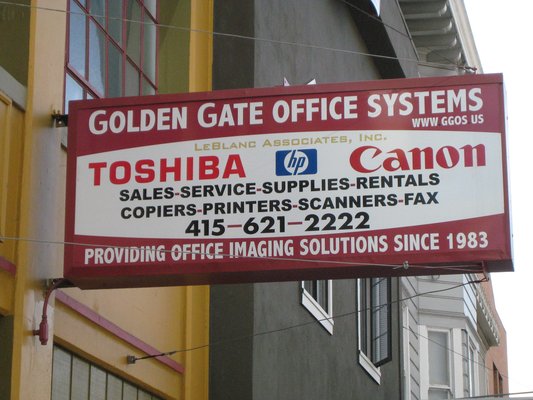 GOLDEN GATE OFFICE SYSTEMS
WWW GGOS US
LEBLANC ASSOCIATES, INC.
TOSHIBA hp Canon
SALES-SERVICE-SUPPLIES-RENTALS
COPIERS-PRINTERS-SCANNERS-FAX
415-621-2222
PROVIDING OFFICE IMAGING SOLUTIONS SINCE 1983